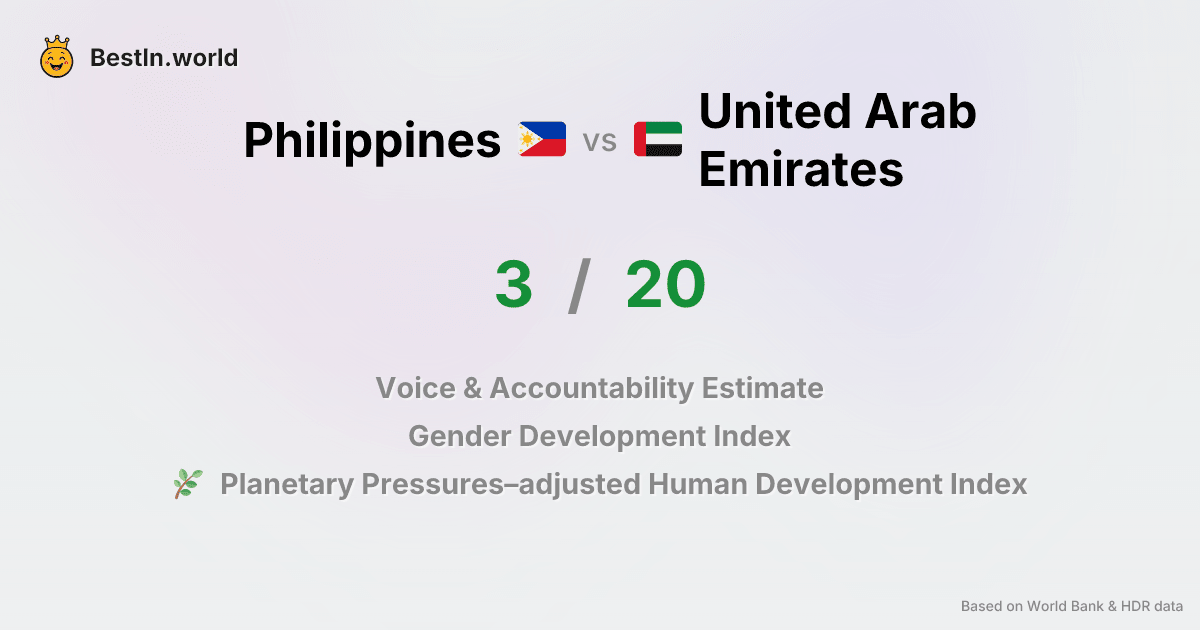 BestIn.world
Philippines vs United Arab
Emirates
3 / 20
Voice & Accountability Estimate
Gender Development Index
Planetary Pressures–adjusted Human Development Index
Based on World Bank & HDR data